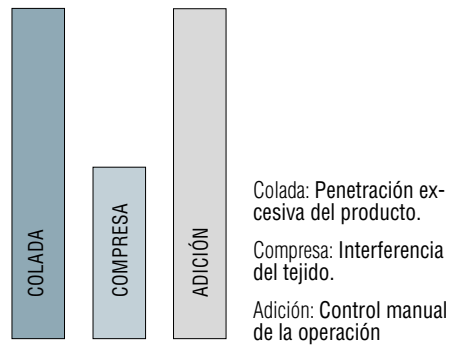 COLADA
COMPRESA
ADICIÓN
Colada: Penetración ex-
cesiva del producto.
Compresa: Interferencia
del tejido.
Adición: Control manual
de la operación